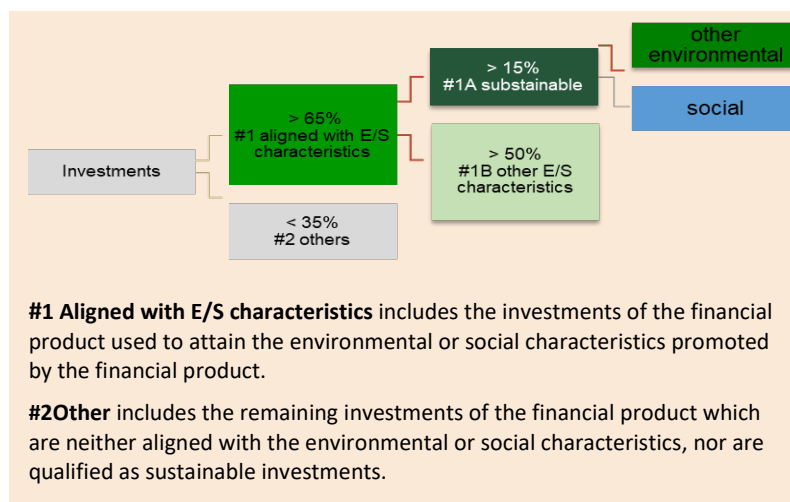 other
environmental
> 15%
#1A substainable
social
> 65%
#1 aligned with E/S
characteristics
> 50%
#1B other E/S
characteristics
Investments
< 35%
#2 others
#1 Aligned with E/S characteristics includes the investments of the financial
product used to attain the environmental or social characteristics promoted
by the financial product.
#2Other includes the remaining investments of the financial product which
are neither aligned with the environmental or social characteristics, nor are
qualified as sustainable investments.